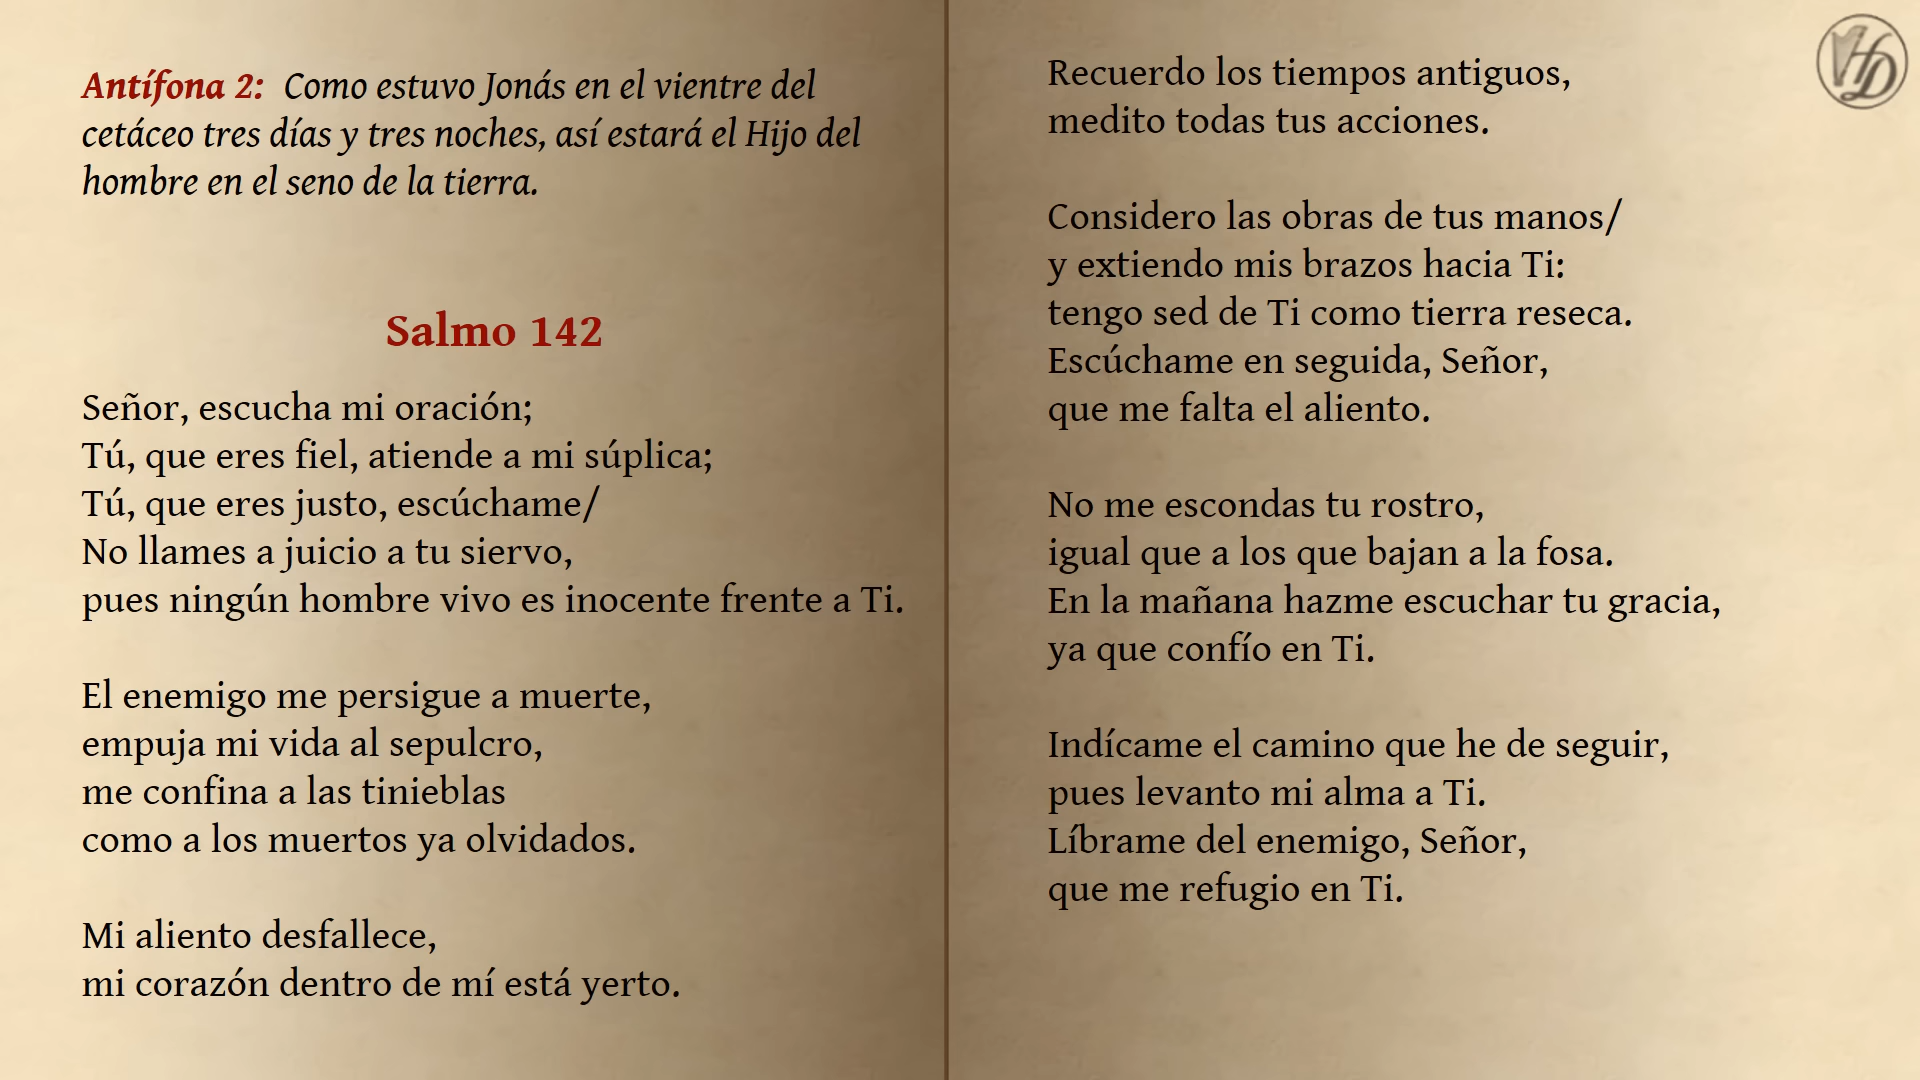 Antífona 2: Como estuvo Jonás en el vientre del
cetáceo tres días y tres noches, así estará el Hijo del
hombre en el seno de la tierra.
Salmo 142
Señor, escucha mi oración;
Tú, que eres fiel, atiende a mi súplica;
Tú, que eres justo, escúchame/
No llames a juicio a tu siervo,
pues ningún hombre vivo es inocente frente a Ti.
El enemigo me persigue a muerte,
empuja mi vida al sepulcro,
me confina a las tinieblas
como a los muertos ya olvidados.
Mi aliento desfallece,
mi corazón dentro de mí está yerto.
Recuerdo los tiempos antiguos,
medito todas tus acciones.
Considero las obras de tus manos/
y extiendo mis brazos hacia Ti:
tengo sed de Ti como tierra reseca.
Escúchame en seguida, Señor,
que me falta el aliento.
No me escondas tu rostro,
igual que a los que bajan a la fosa.
En la mañana hazme escuchar tu gracia,
ya que confío en Ti.
Indícame el camino que he de seguir,
pues levanto mi alma a Ti.
Líbrame del enemigo, Señor,
que me refugio en Ti.
HD